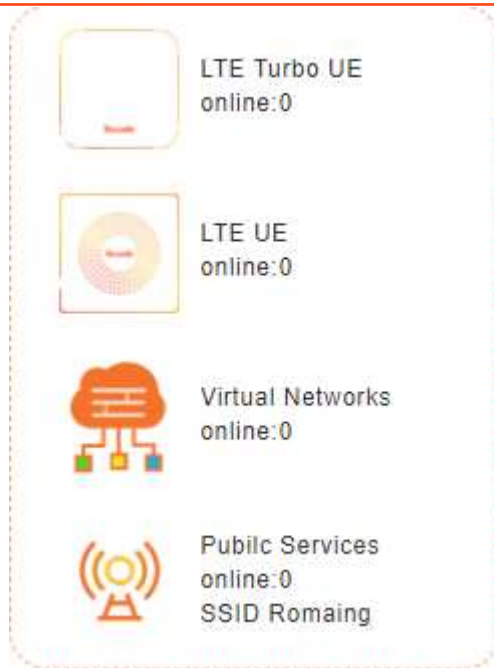 LTE Turbo UE
online:0
LTE UE
online:0
Virtual Networks
online:0
Pubilc Services
online:0
SSID Romaing